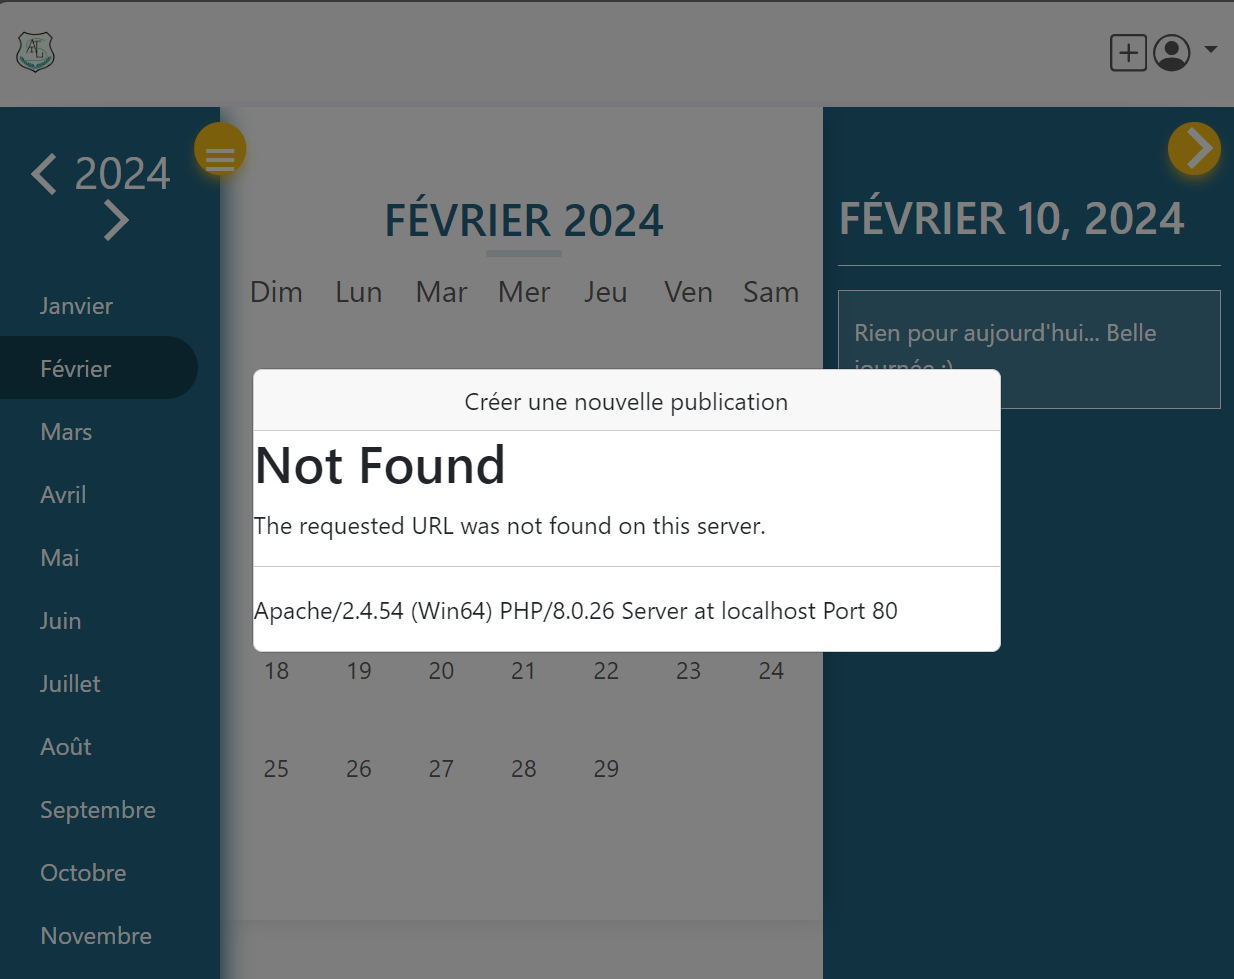 2024
Janvier
Février
Mars
Avril
Mai
Juin
Juillet
Août
Septembre
Octobre
Novembre
FÉVRIER 2024
Dim Lun Mar Mer Jeu Ven Sam
18 19 20 21 22 23 24
25 26 27 28 29
Créer une nouvelle publication
Not Found
The requested URL was not found on this server.
Apache/2.4.54 (Win64) PHP/8.0.26 Server at localhost Port 80
FÉVRIER 10, 2024
Rien pour aujourd'hui... Belle
journée :)